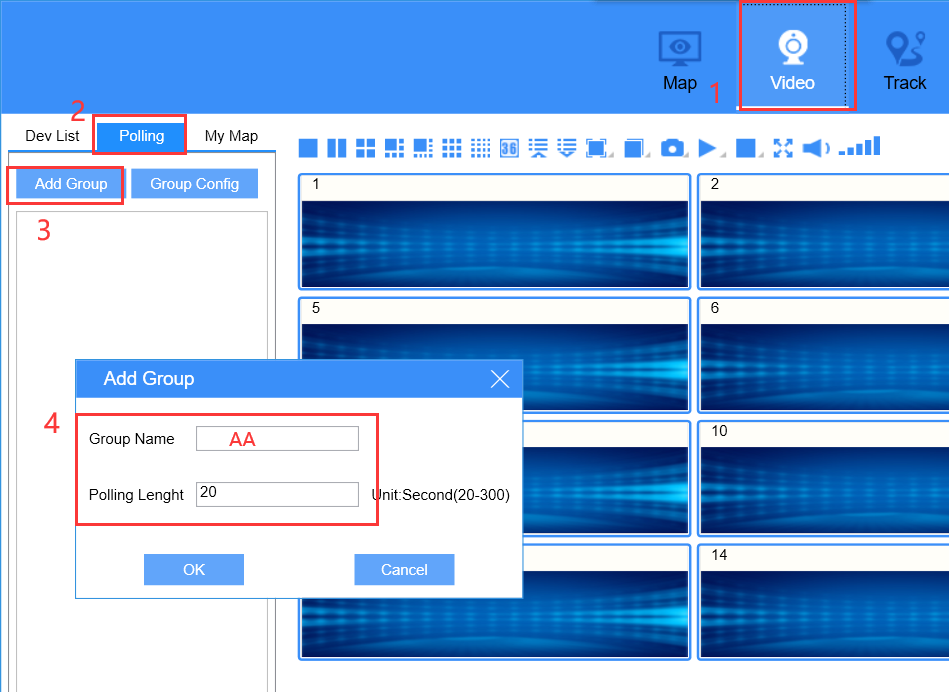 Map
1
Video
Track
2
Dev List
Polling
My Map
36
Add Group
Group Config
3
1
2
5
6
Add Group
4
Group Name
AA
10
Polling Lenght
20
Unit:Second(20-300)
14
OK
Cancel